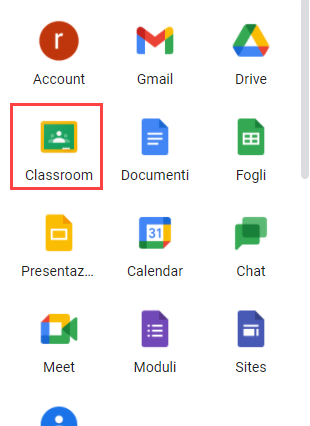 r
Account
Gmail
Drive
Classroom
Documenti
Fogli
31
Presentaz...
Calendar
Chat
Meet
Moduli
Sites